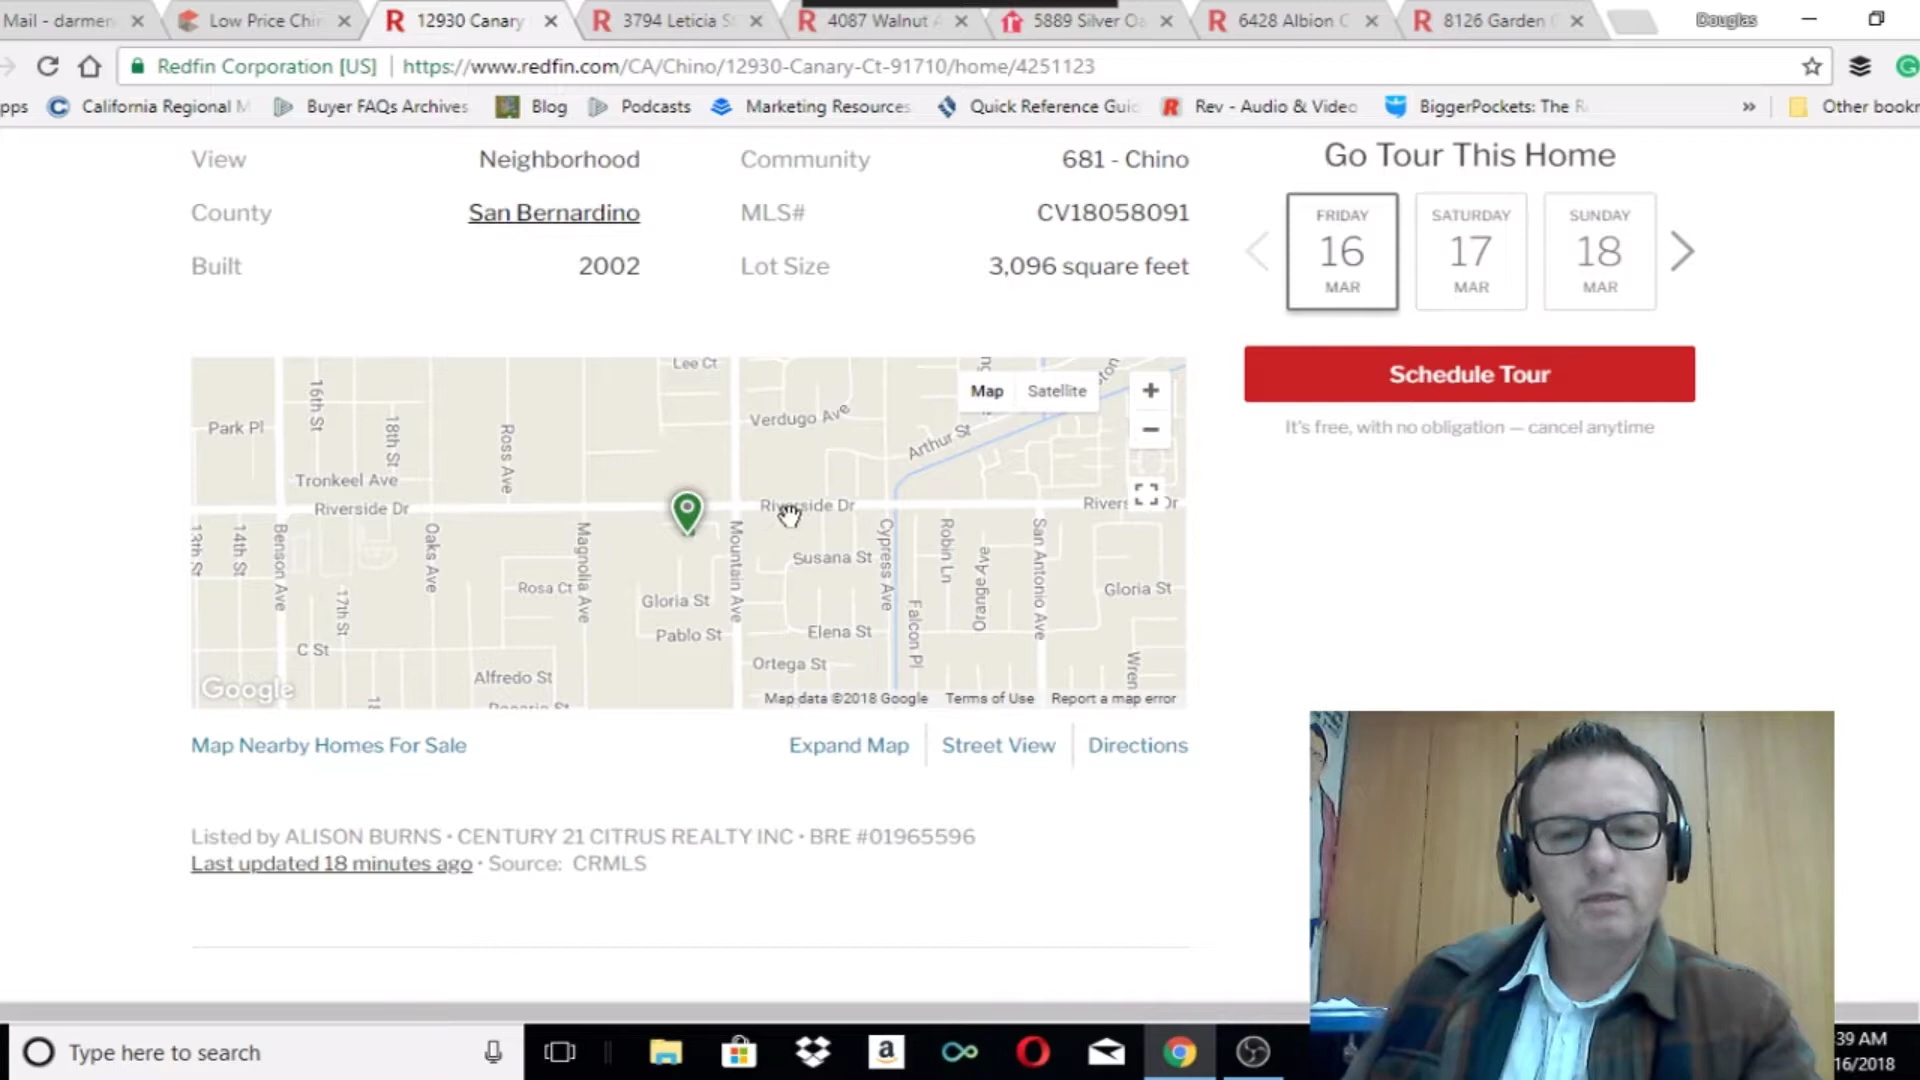 Mail - darmen
Low Price Chin
12930 Canary
3794 Leticia S
4087 Walnut A
5889 Silver Oa
6428 Albion C
8126 Garden
Douglas
Redfin Corporation [US]
https://www.redfin.com/CA/Chino/12930-Canary-Ct-91710/home/4251123
pps
California Regional M
Buyer FAQs Archives
Blog
Podcasts
Marketing Resources
Quick Reference Guid
Rev - Audio & Video
BiggerPockets: The R
»
Other bookm
View Neighborhood
Community 681 - Chino
County San Bernardino
MLS# CV18058091
Built 2002
Lot Size 3,096 square feet
Go Tour This Home
FRIDAY
16
MAR
SATURDAY
17
MAR
SUNDAY
18
MAR
Schedule Tour
It's free, with no obligation — cancel anytime
Lee Ct
Map
Satellite
Park Pl
16th St
18th St
Ross Ave
Verdugo Ave
Arthur St
Tronkeel Ave
Riverside Dr
Riverside Dr
Rivers Dr
13th St
14th St
Benson Ave
17th St
Oaks Ave
Magnolia Ave
Rosa Ct
Gloria St
Pablo St
Mountain Ave
Susana St
Elena St
Ortega St
Cypress Ave
Falcon Pl
Robin Ln
Orange Ave
San Antonio Ave
Gloria St
Wren
C St
Alfredo St
Rosario St
Google
Map data ©2018 Google
Terms of Use
Report a map error
Map Nearby Homes For Sale
Expand Map
Street View
Directions
Listed by ALISON BURNS • CENTURY 21 CITRUS REALTY INC • BRE #01965596
Last updated 18 minutes ago • Source: CRMLS
Type here to search
39 AM
16/2018